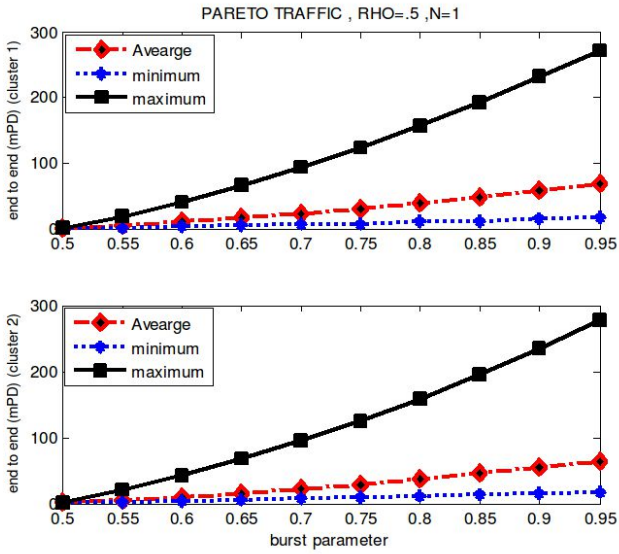 PARETO TRAFFIC , RHO=.5 ,N=1
end to end (mPD) (cluster 1)
300
200
100
0
Avearge
minimum
maximum
0.5 0.55 0.6 0.65 0.7 0.75 0.8 0.85 0.9 0.95
end to end (mPD) (cluster 2)
300
200
100
0
Avearge
minimum
maximum
0.5 0.55 0.6 0.65 0.7 0.75 0.8 0.85 0.9 0.95
burst parameter